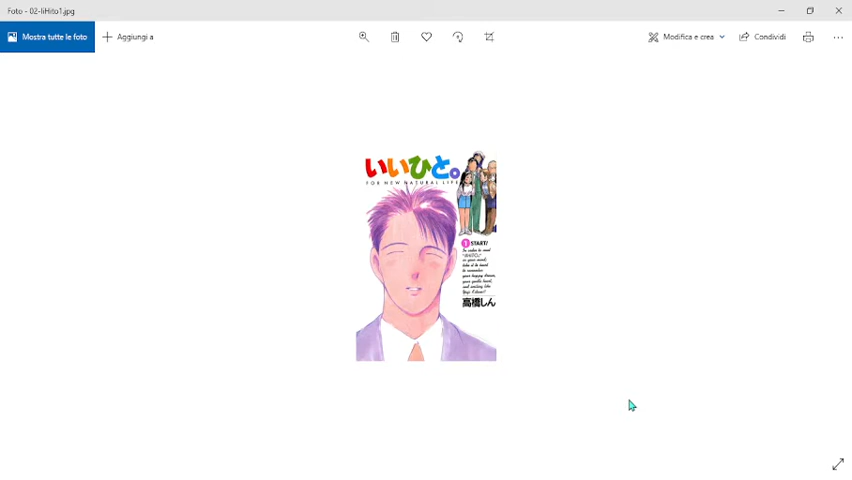 Foto - 02-IiHito1.jpg
Mostra tutte le foto
Aggiungi a
Modifica e crea
Condividi
いいひと。
FOR NEW NATURAL LIFE
1 START!
高橋しん